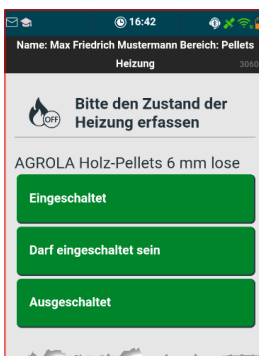 16:42
Name: Max Friedrich Mustermann Bereich: Pellets
Heizung
3060
OFF
Bitte den Zustand der
Heizung erfassen
AGROLA Holz-Pellets 6 mm lose
Eingeschaltet
Darf eingeschaltet sein
Ausgeschaltet